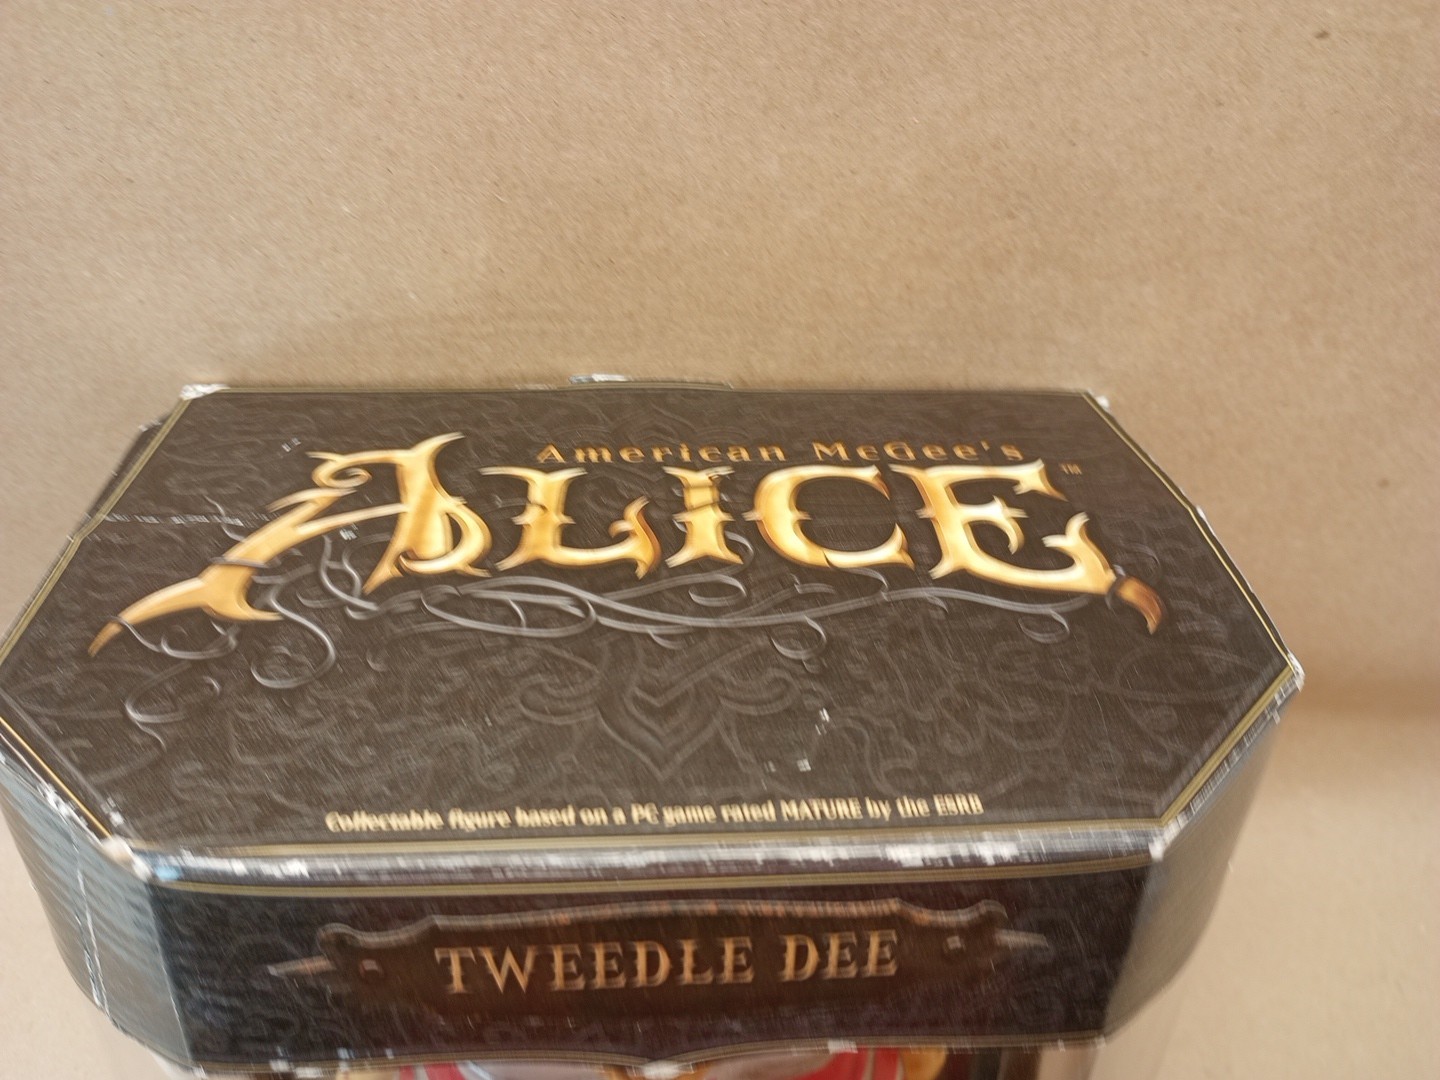 American McGee's
ALICE™
Collectable figure based on a PC game rated MATURE by the ESRB
TWEEDLE DEE